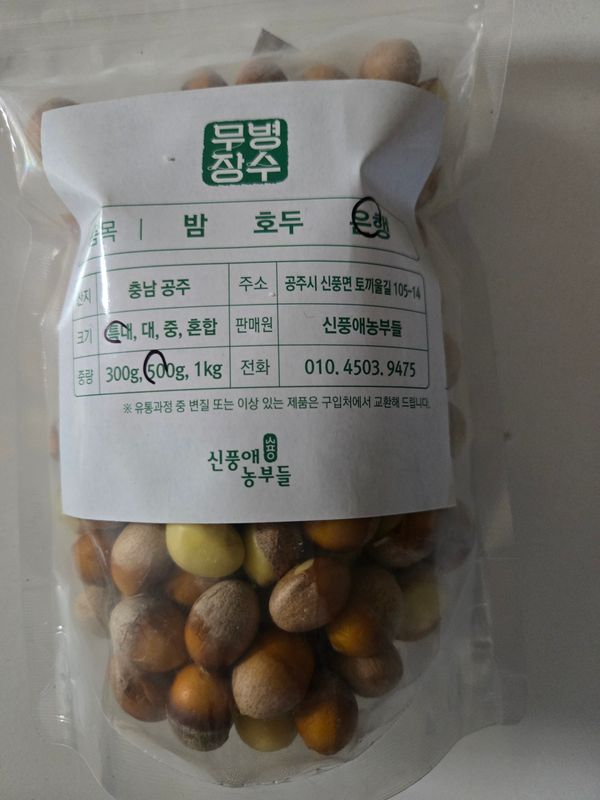 무병
장수
품목 | 밤 호두 은행
산지 충남 공주 주소 공주시 신풍면 토끼울길 105-14
크기 특대, 대, 중, 혼합 판매원 신풍애농부들
중량 300g, 500g, 1kg 전화 010. 4503. 9475
※ 유통과정 중 변질 또는 이상 있는 제품은 구입처에서 교환해 드립니다.
신풍애
농부들